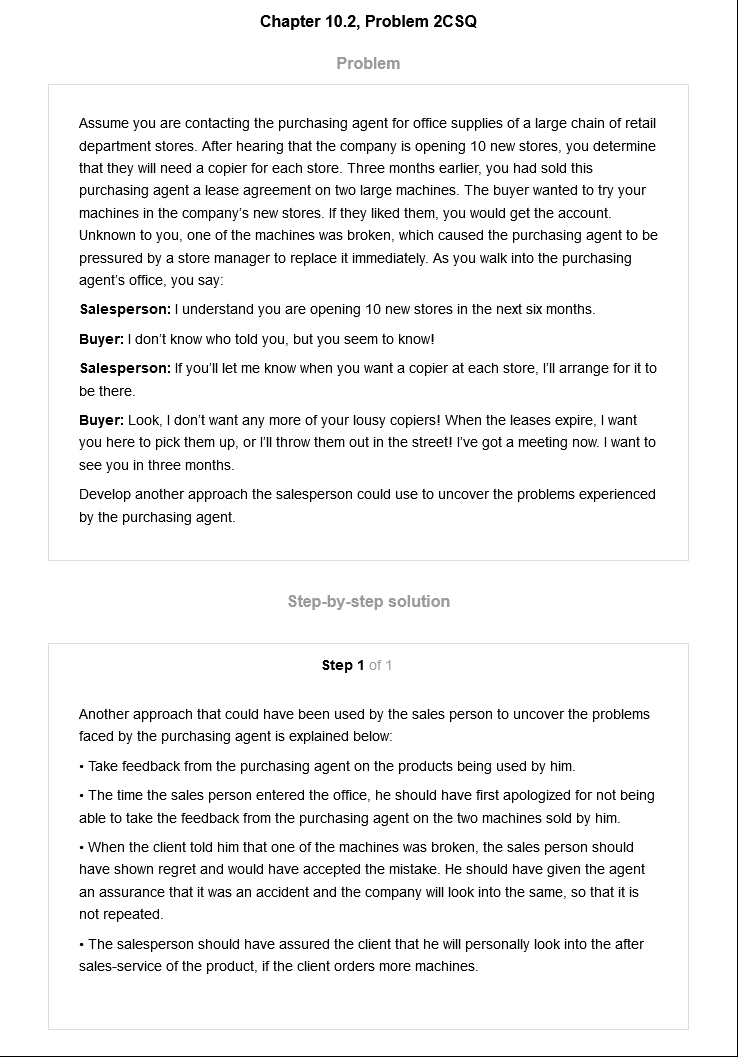 Chapter 10.2, Problem 2CSQ
Problem
Assume you are contacting the purchasing agent for office supplies of a large chain of retail
department stores. After hearing that the company is opening 10 new stores, you determine
that they will need a copier for each store. Three months earlier, you had sold this
purchasing agent a lease agreement on two large machines. The buyer wanted to try your
machines in the company's new stores. If they liked them, you would get the account.
Unknown to you, one of the machines was broken, which caused the purchasing agent to be
pressured by a store manager to replace it immediately. As you walk into the purchasing
agent's office, you say:
Salesperson: I understand you are opening 10 new stores in the next six months.
Buyer: I don't know who told you, but you seem to know!
Salesperson: If you'll let me know when you want a copier at each store, I'll arrange for it to
be there.
Buyer: Look, I don't want any more of your lousy copiers! When the leases expire, I want
you here to pick them up, or I'll throw them out in the street! I've got a meeting now. I want to
see you in three months.
Develop another approach the salesperson could use to uncover the problems experienced
by the purchasing agent.
Step-by-step solution
Step 1 of 1
Another approach that could have been used by the sales person to uncover the problems
faced by the purchasing agent is explained below:
• Take feedback from the purchasing agent on the products being used by him.
• The time the sales person entered the office, he should have first apologized for not being
able to take the feedback from the purchasing agent on the two machines sold by him.
• When the client told him that one of the machines was broken, the sales person should
have shown regret and would have accepted the mistake. He should have given the agent
an assurance that it was an accident and the company will look into the same, so that it is
not repeated.
• The salesperson should have assured the client that he will personally look into the after
sales-service of the product, if the client orders more machines.